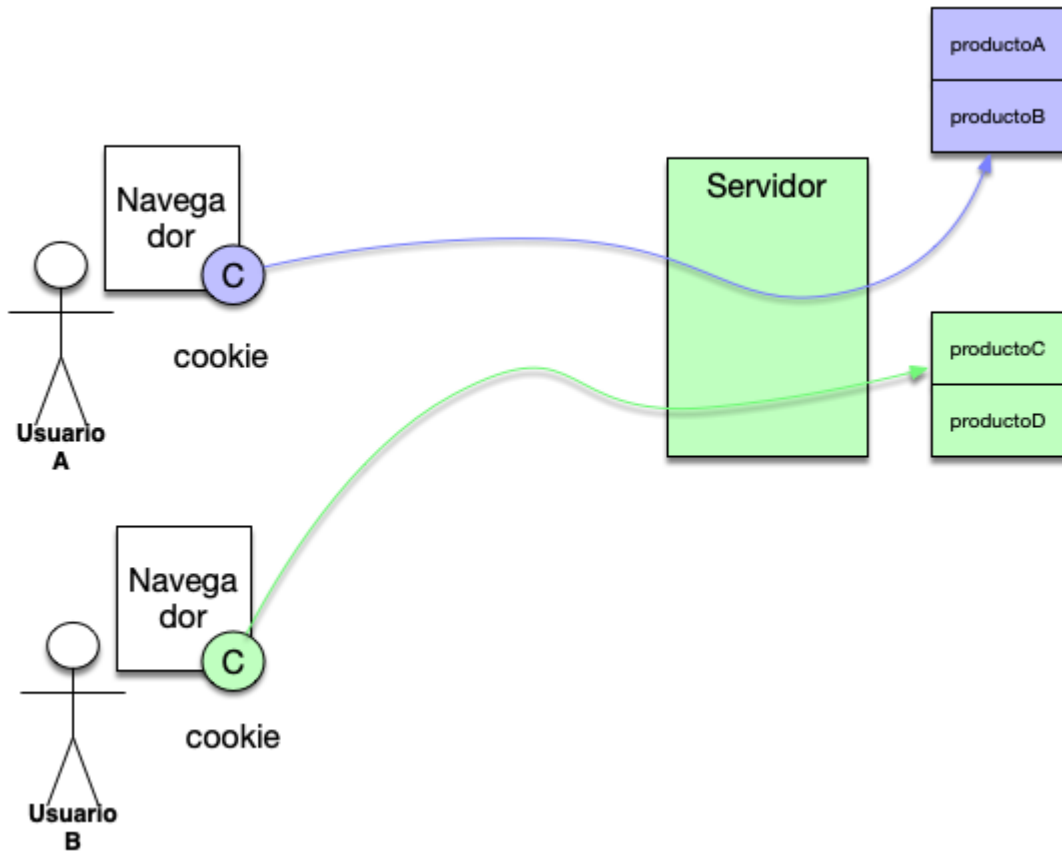 productoA
productoB
Navega
dor
Servidor
C
cookie
Usuario
A
productoC
productoD
Navega
dor
C
cookie
Usuario
B